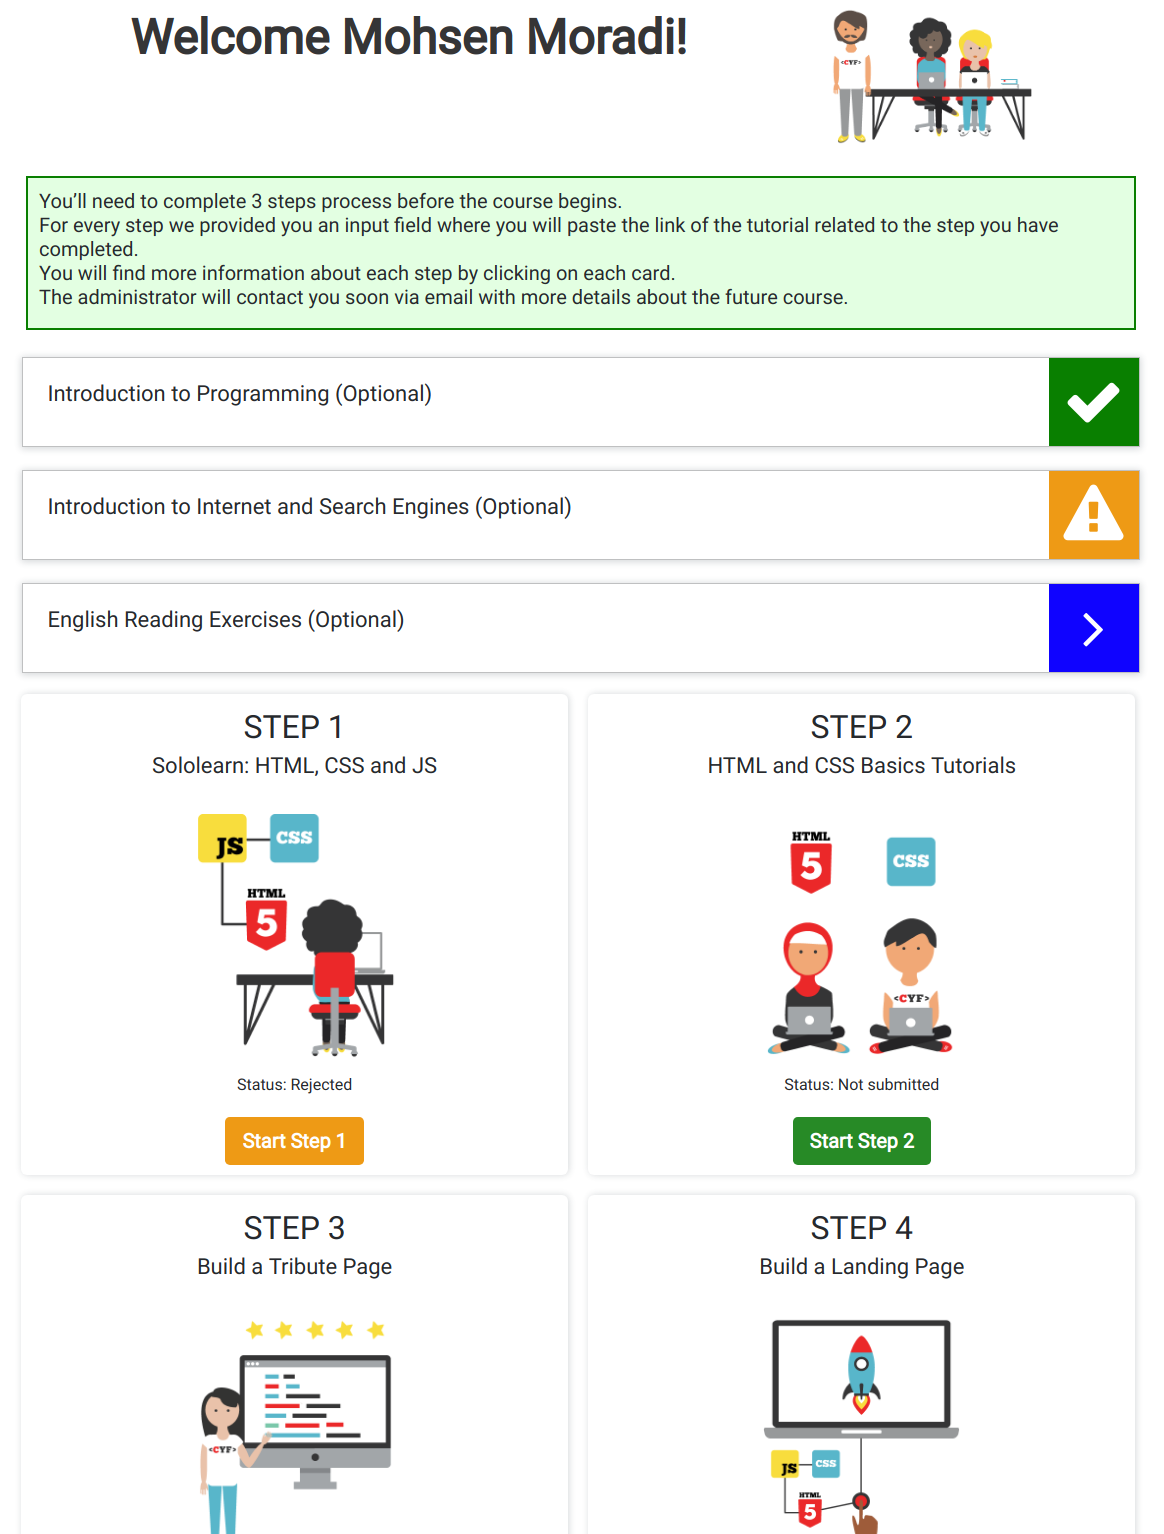 Welcome Mohsen Moradi!
<CYF>
You’ll need to complete 3 steps process before the course begins.
For every step we provided you an input field where you will paste the link of the tutorial related to the step you have
completed.
You will find more information about each step by clicking on each card.
The administrator will contact you soon via email with more details about the future course.
Introduction to Programming (Optional)
Introduction to Internet and Search Engines (Optional)
English Reading Exercises (Optional)
STEP 1
Sololearn: HTML, CSS and JS
JS
CSS
HTML
5
Status: Rejected
Start Step 1
STEP 2
HTML and CSS Basics Tutorials
HTML
5
CSS
<CYF>
Status: Not submitted
Start Step 2
STEP 3
Build a Tribute Page
<CYF>
STEP 4
Build a Landing Page
JS
CSS
HTML
5